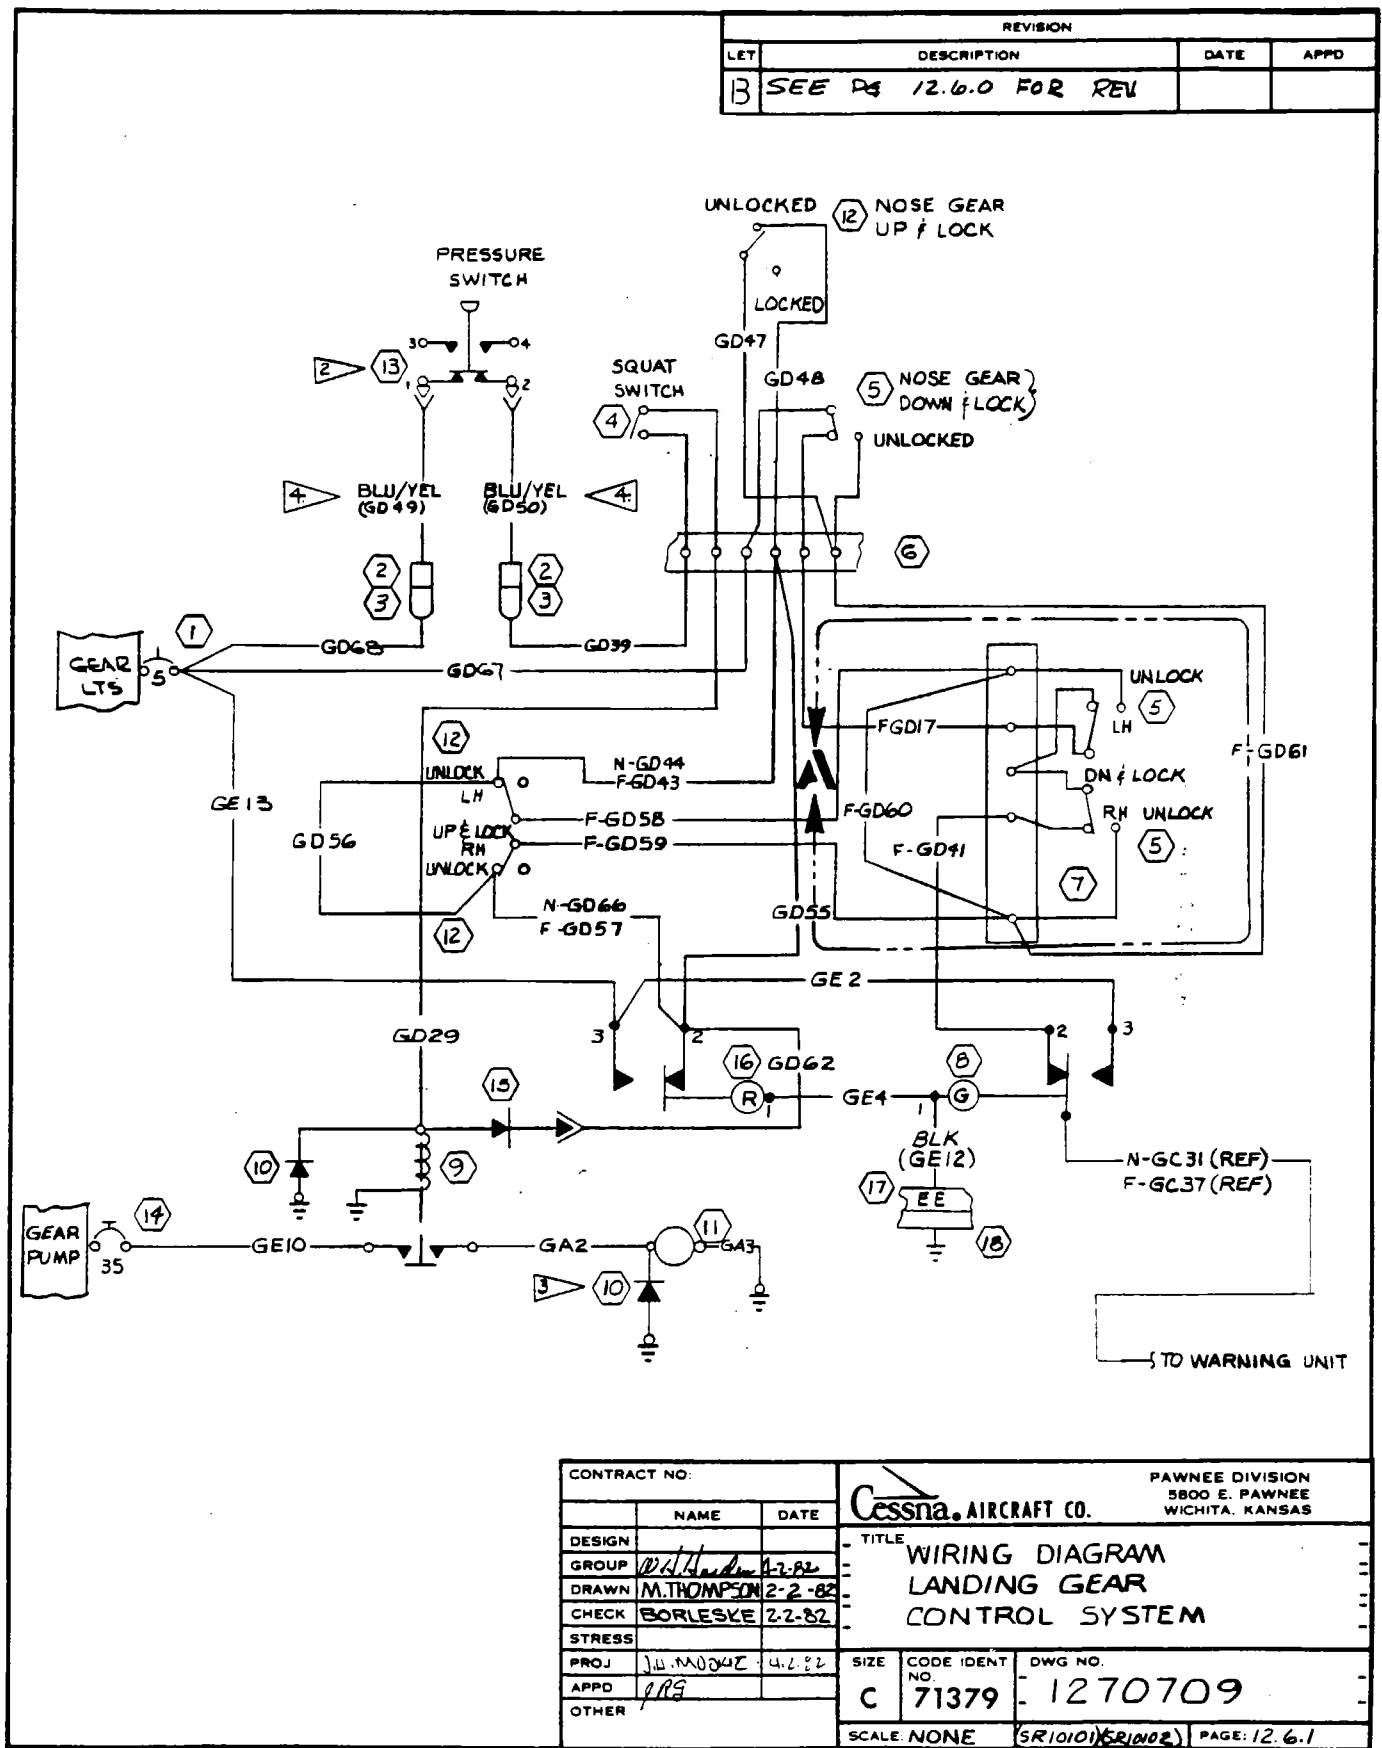 REVISION
LET DESCRIPTION DATE APPD
B SEE PG 12.6.0 FOR REV
UNLOCKED 12 NOSE GEAR
UP & LOCK
PRESSURE
SWITCH
LOCKED
3 4
GD47
2 13
SQUAT
SWITCH
GD48
5 NOSE GEAR
DOWN & LOCK
1 2
4
UNLOCKED
4 BLU/YEL
(GD49)
BLU/YEL 4
(GD50)
6
2 2
3 3
1
GEAR
LTS
5
GD68
GD39
GD67
UNLOCK
5
LH
FGD17
F-GD61
12
UNLOCK
LH
N-GD44
F-GD43
DN & LOCK
GE13
F-GD60
RH UNLOCK
F-GD58
GD56
UP & LOCK
RH
F-GD59
F-GD41
5
UNLOCK
7
12
N-GD66
F-GD57
GD55
GE2
GD29
3 2
2 3
16 GD62
8
15
R
1
GE4
1
G
BLK
(GE12)
10
9
N-GC31 (REF)
F-GC37 (REF)
17
EE
GEAR
PUMP
14
35
GE10
GA2
11
GA3
18
3 10
TO WARNING UNIT
CONTRACT NO:
NAME DATE
DESIGN
GROUP
DRAWN M.THOMPSON 2-2-82
CHECK BORLESKE 2-2-82
STRESS
PROJ
APPD
OTHER
Cessna. AIRCRAFT CO.
PAWNEE DIVISION
5800 E. PAWNEE
WICHITA, KANSAS
TITLE
WIRING DIAGRAM
LANDING GEAR
CONTROL SYSTEM
SIZE
C
CODE IDENT
NO.
71379
DWG NO.
1270709
SCALE: NONE (SR10101)(SR10102) PAGE: 12.6.1